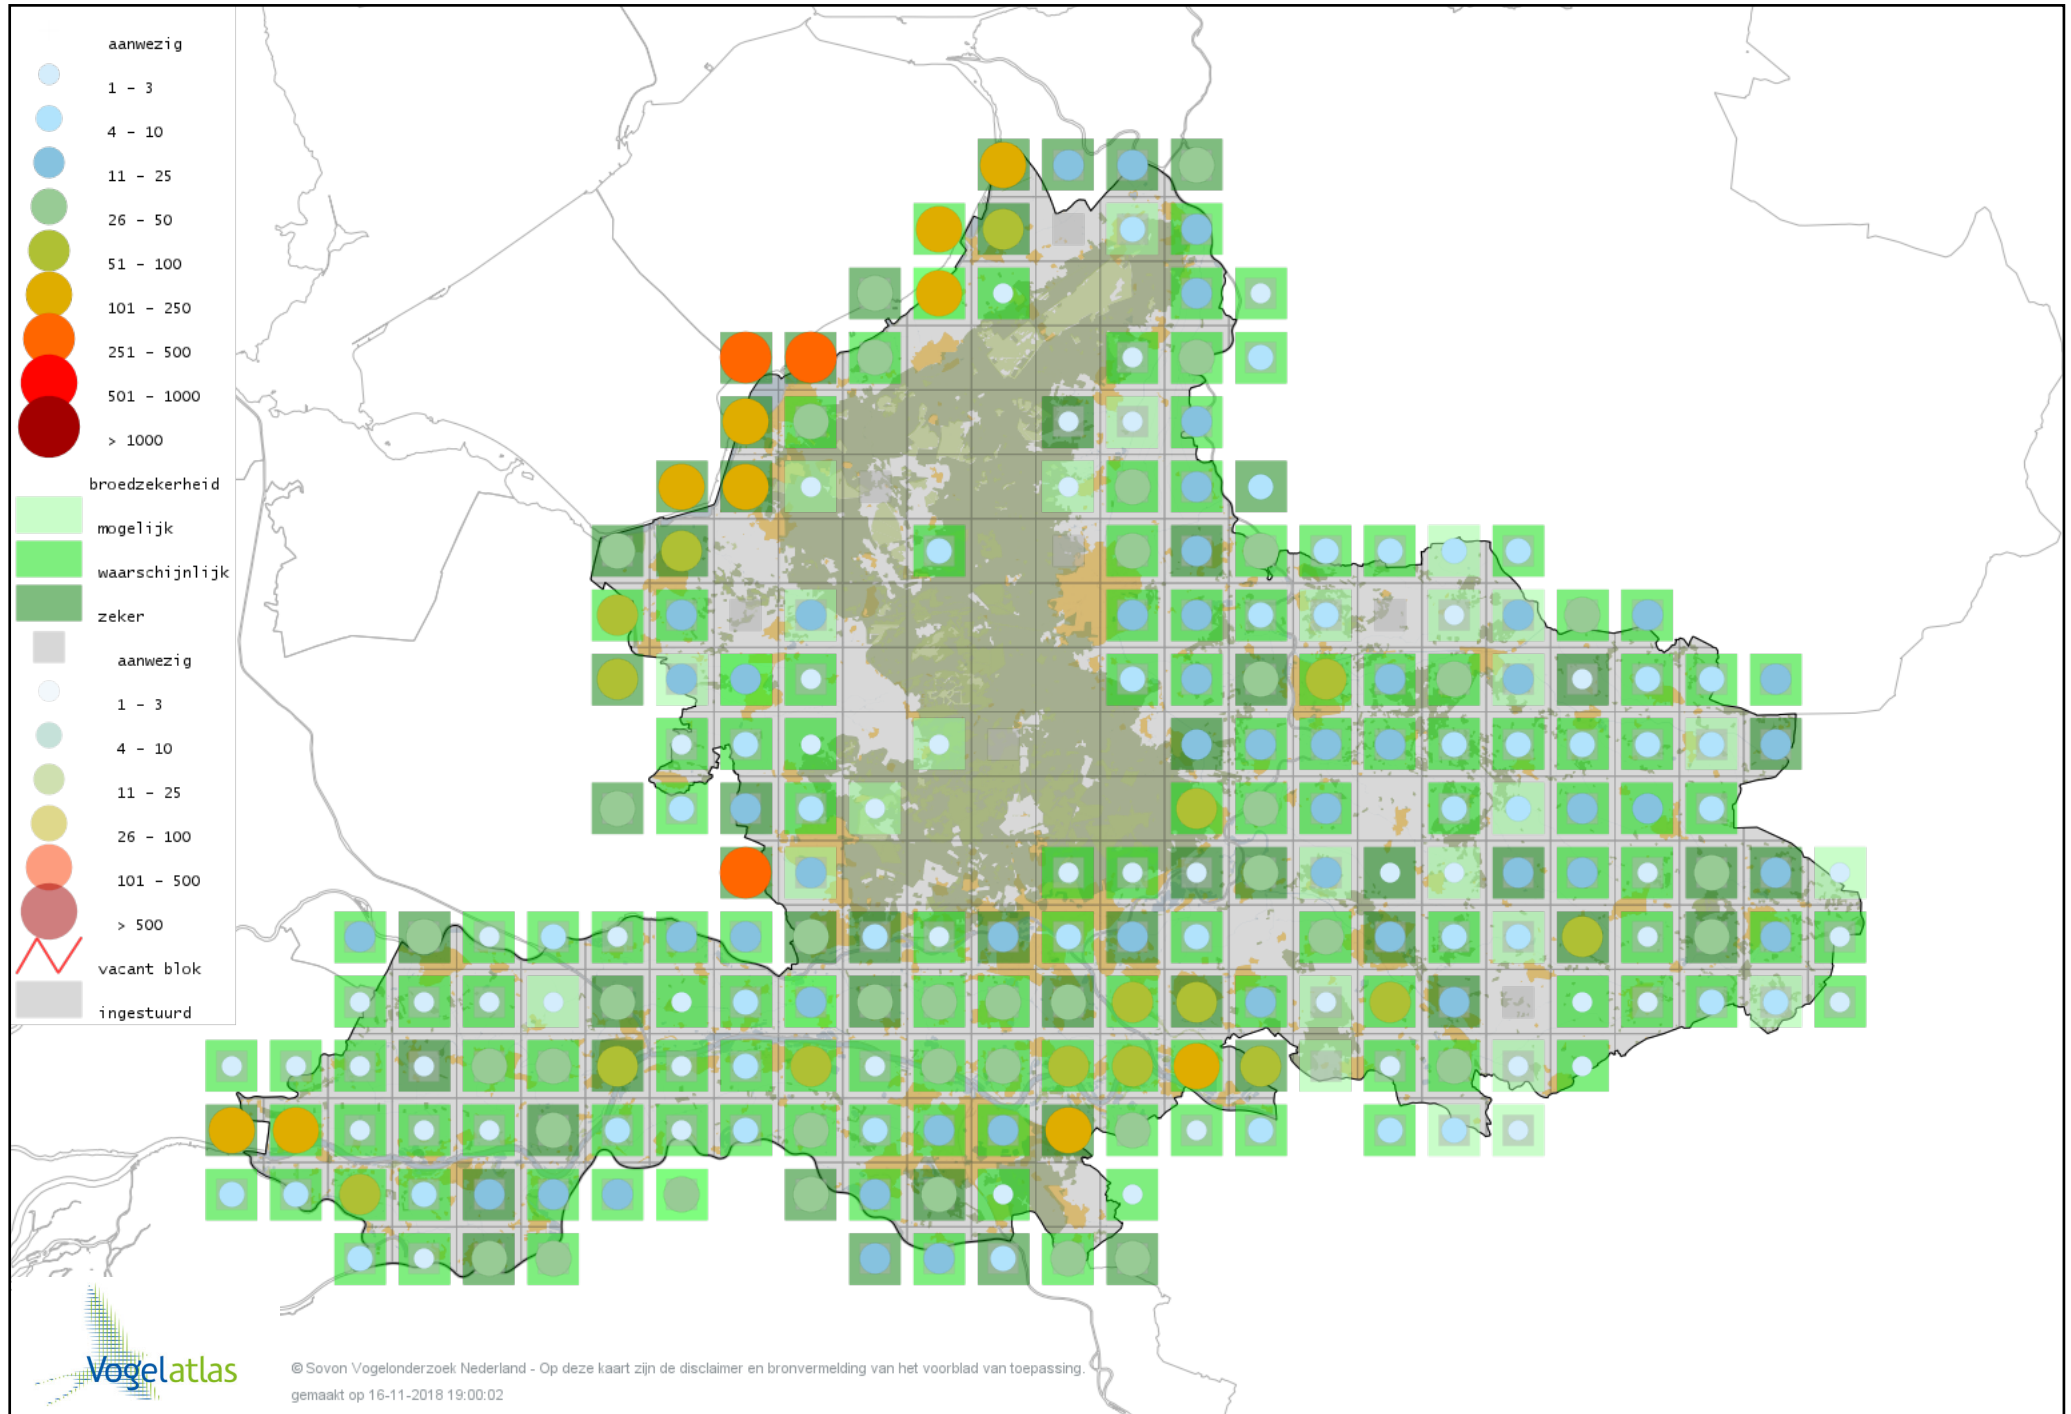 aanwezig
1 - 3
4 - 10
11 - 25
26 - 50
51 - 100
101 - 250
251 - 500
501 - 1000
> 1000
broedzekerheid
mogelijk
waarschijnlijk
zeker
aanwezig
1 - 3
4 - 10
11 - 25
26 - 100
101 - 500
> 500
vacant blok
ingestuurd
Vogelatlas
© Sovon Vogelonderzoek Nederland - Op deze kaart zijn de disclaimer en bronvermelding van het voorblad van toepassing.
gemaakt op 16-11-2018 19:00:02